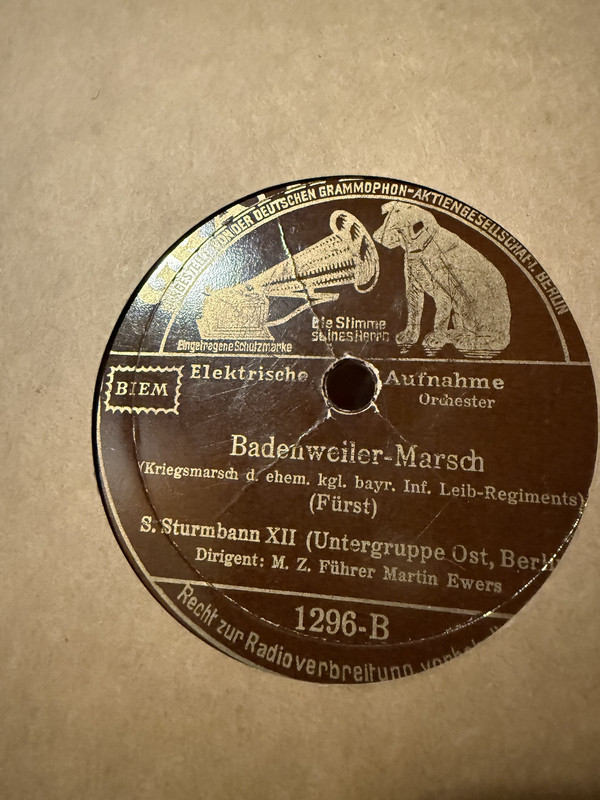 ANGESTELLT VON DER DEUTSCHEN GRAMMOPHON-AKTIENGESELLSCHAFT. BERLIN
Die Stimme
seines Herrn
Eingetragene Schutzmarke
BIEM
Elektrische Aufnahme
Orchester
Badenweiler-Marsch
(Kriegsmarsch d. ehem. kgl. bayr. Inf. Leib-Regiments)
(Fürst)
S. Sturmbann XII (Untergruppe Ost, Berli
Dirigent: M. Z. Führer Martin Ewers
1296-B
Recht zur Radioverbreitung